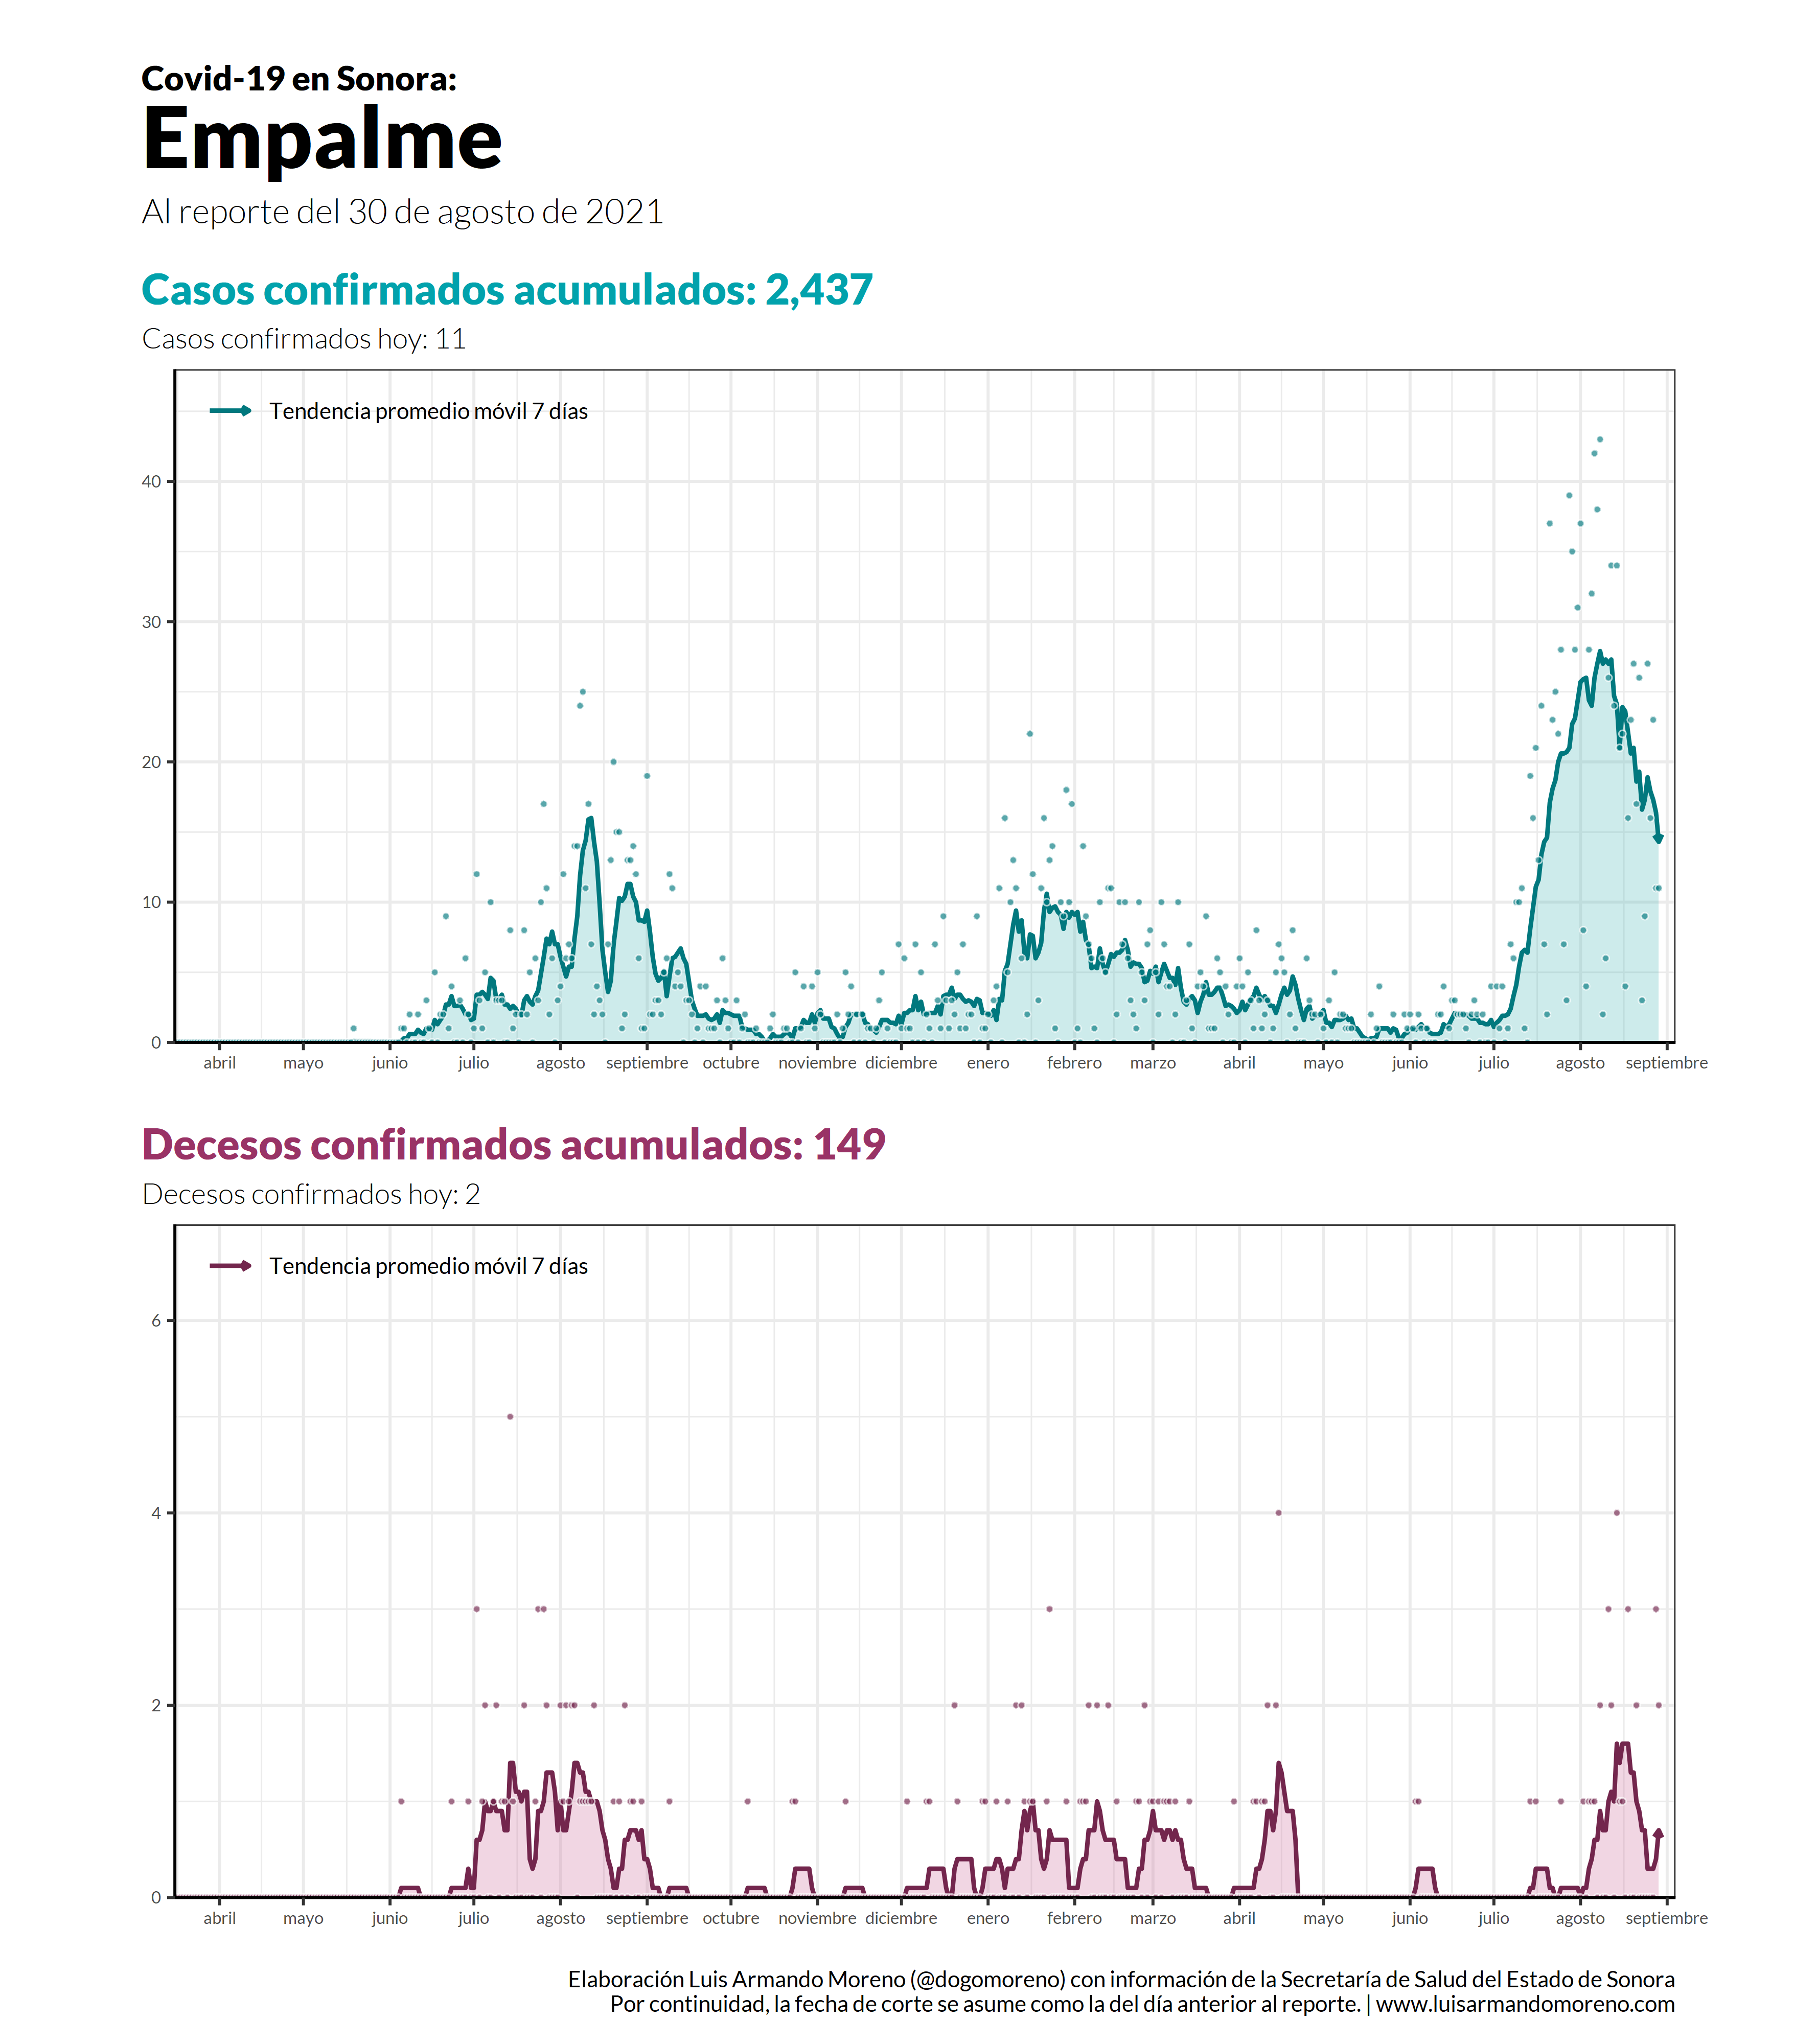 Covid-19 en Sonora:
Empalme
Al reporte del 30 de agosto de 2021
Casos confirmados acumulados: 2,437
Casos confirmados hoy: 11
Tendencia promedio móvil 7 días
40
30
20
10
0
abril mayo junio julio agosto septiembre octubre noviembre diciembre enero febrero marzo abril mayo junio julio agosto septiembre
Decesos confirmados acumulados: 149
Decesos confirmados hoy: 2
Tendencia promedio móvil 7 días
6
4
2
0
abril mayo junio julio agosto septiembre octubre noviembre diciembre enero febrero marzo abril mayo junio julio agosto septiembre
Elaboración Luis Armando Moreno (@dogomoreno) con información de la Secretaría de Salud del Estado de Sonora
Por continuidad, la fecha de corte se asume como la del día anterior al reporte. | www.luisarmandomoreno.com